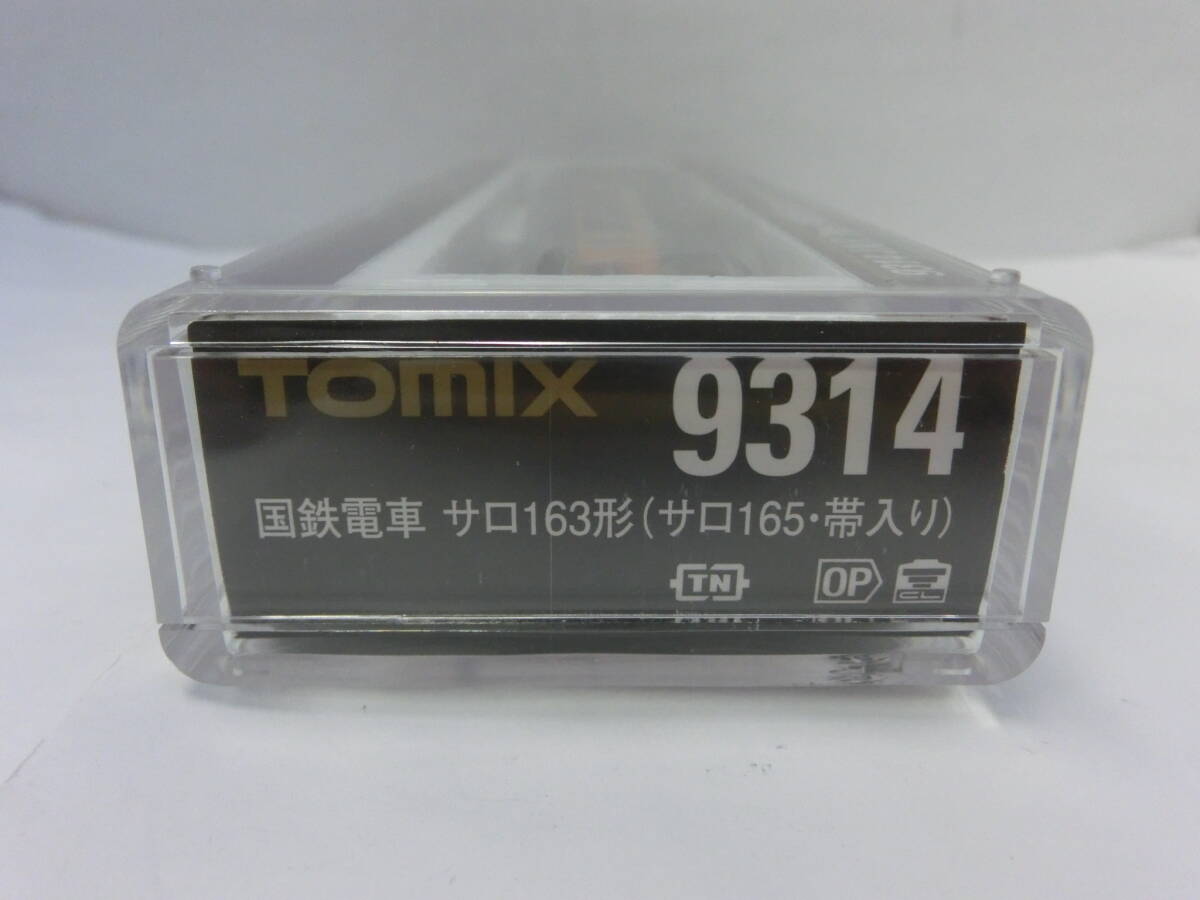 TOMIX 9314
国鉄電車 サロ163形(サロ165・帯入り)
TN OP CL